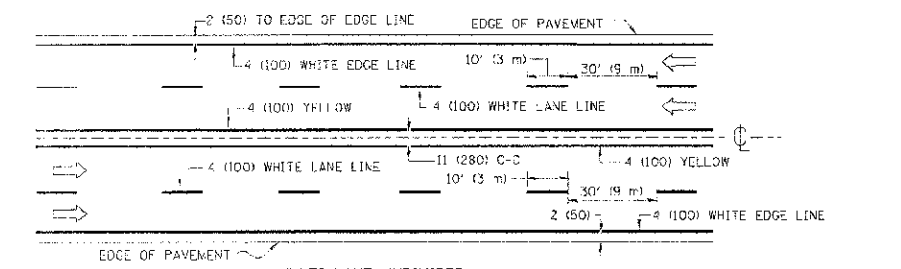 2 (50) TO EDGE OF EDGE LINE
EDGE OF PAVEMENT
4 (100) WHITE EDGE LINE
10' (3 m)
30' (9 m)
4 (100) YELLOW
4 (100) WHITE LANE LINE
℄
4 (100) WHITE LANE LINE
11 (280) C-C
4 (100) YELLOW
10' (3 m)
30' (9 m)
2 (50)
4 (100) WHITE EDGE LINE
EDGE OF PAVEMENT